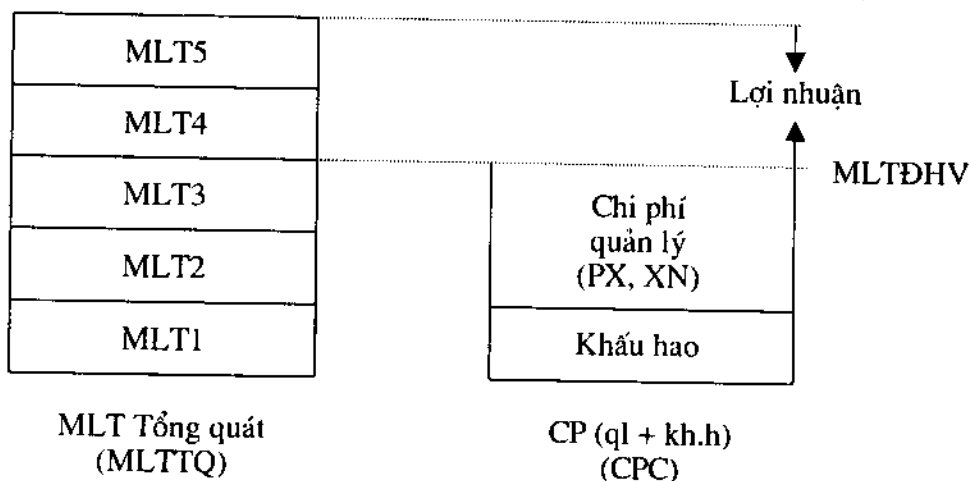 MLT5
MLT4
MLT3
MLT2
MLT1
MLT Tổng quát
(MLTTQ)
Lợi nhuận
MLTĐHV
Chi phí
quản lý
(PX, XN)
Khấu hao
CP (ql + kh.h)
(CPC)